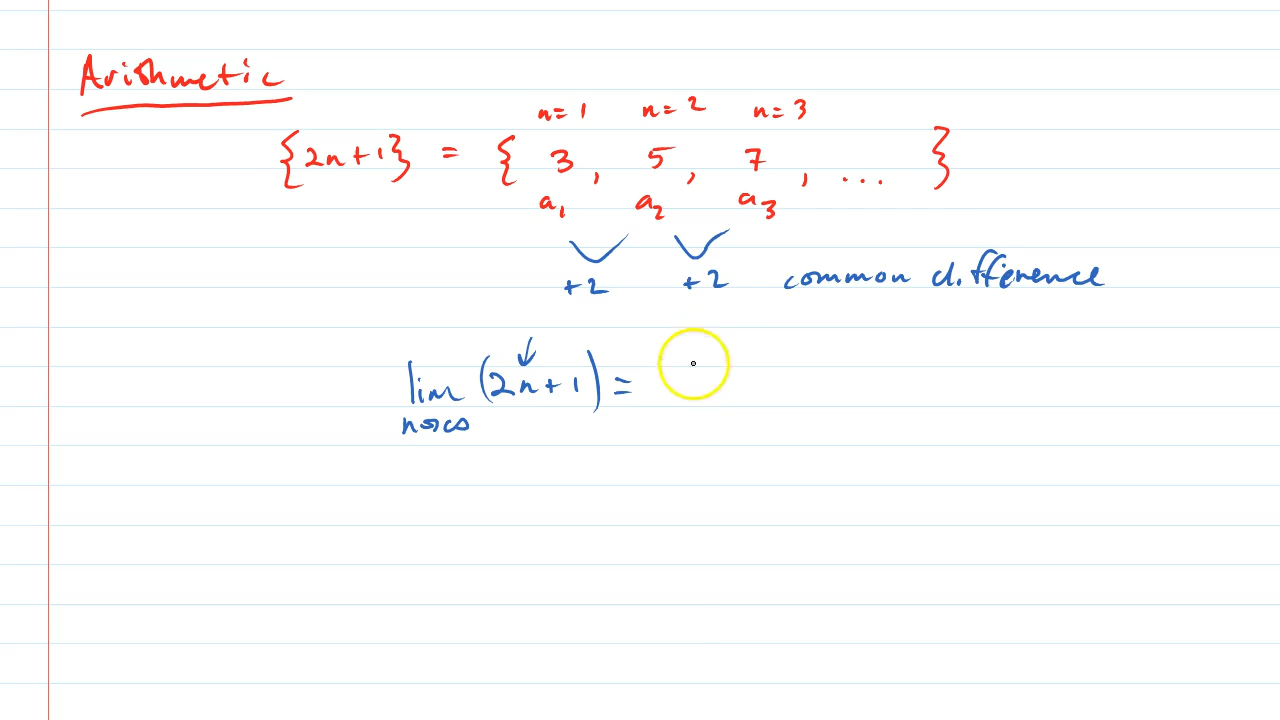 Arithmetic
n=1 n=2 n=3
{2n+1} = { 3, 5, 7, ... }
a₁ a₂ a₃
+2 +2 common difference
lim (2n+1) =
n→∞